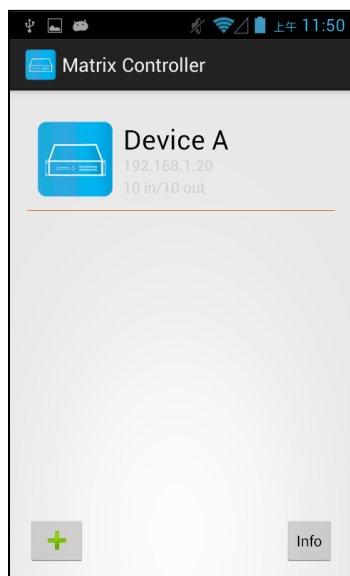 上午 11:50
Matrix Controller
Device A
192.168.1.20
10 in/10 out
Info